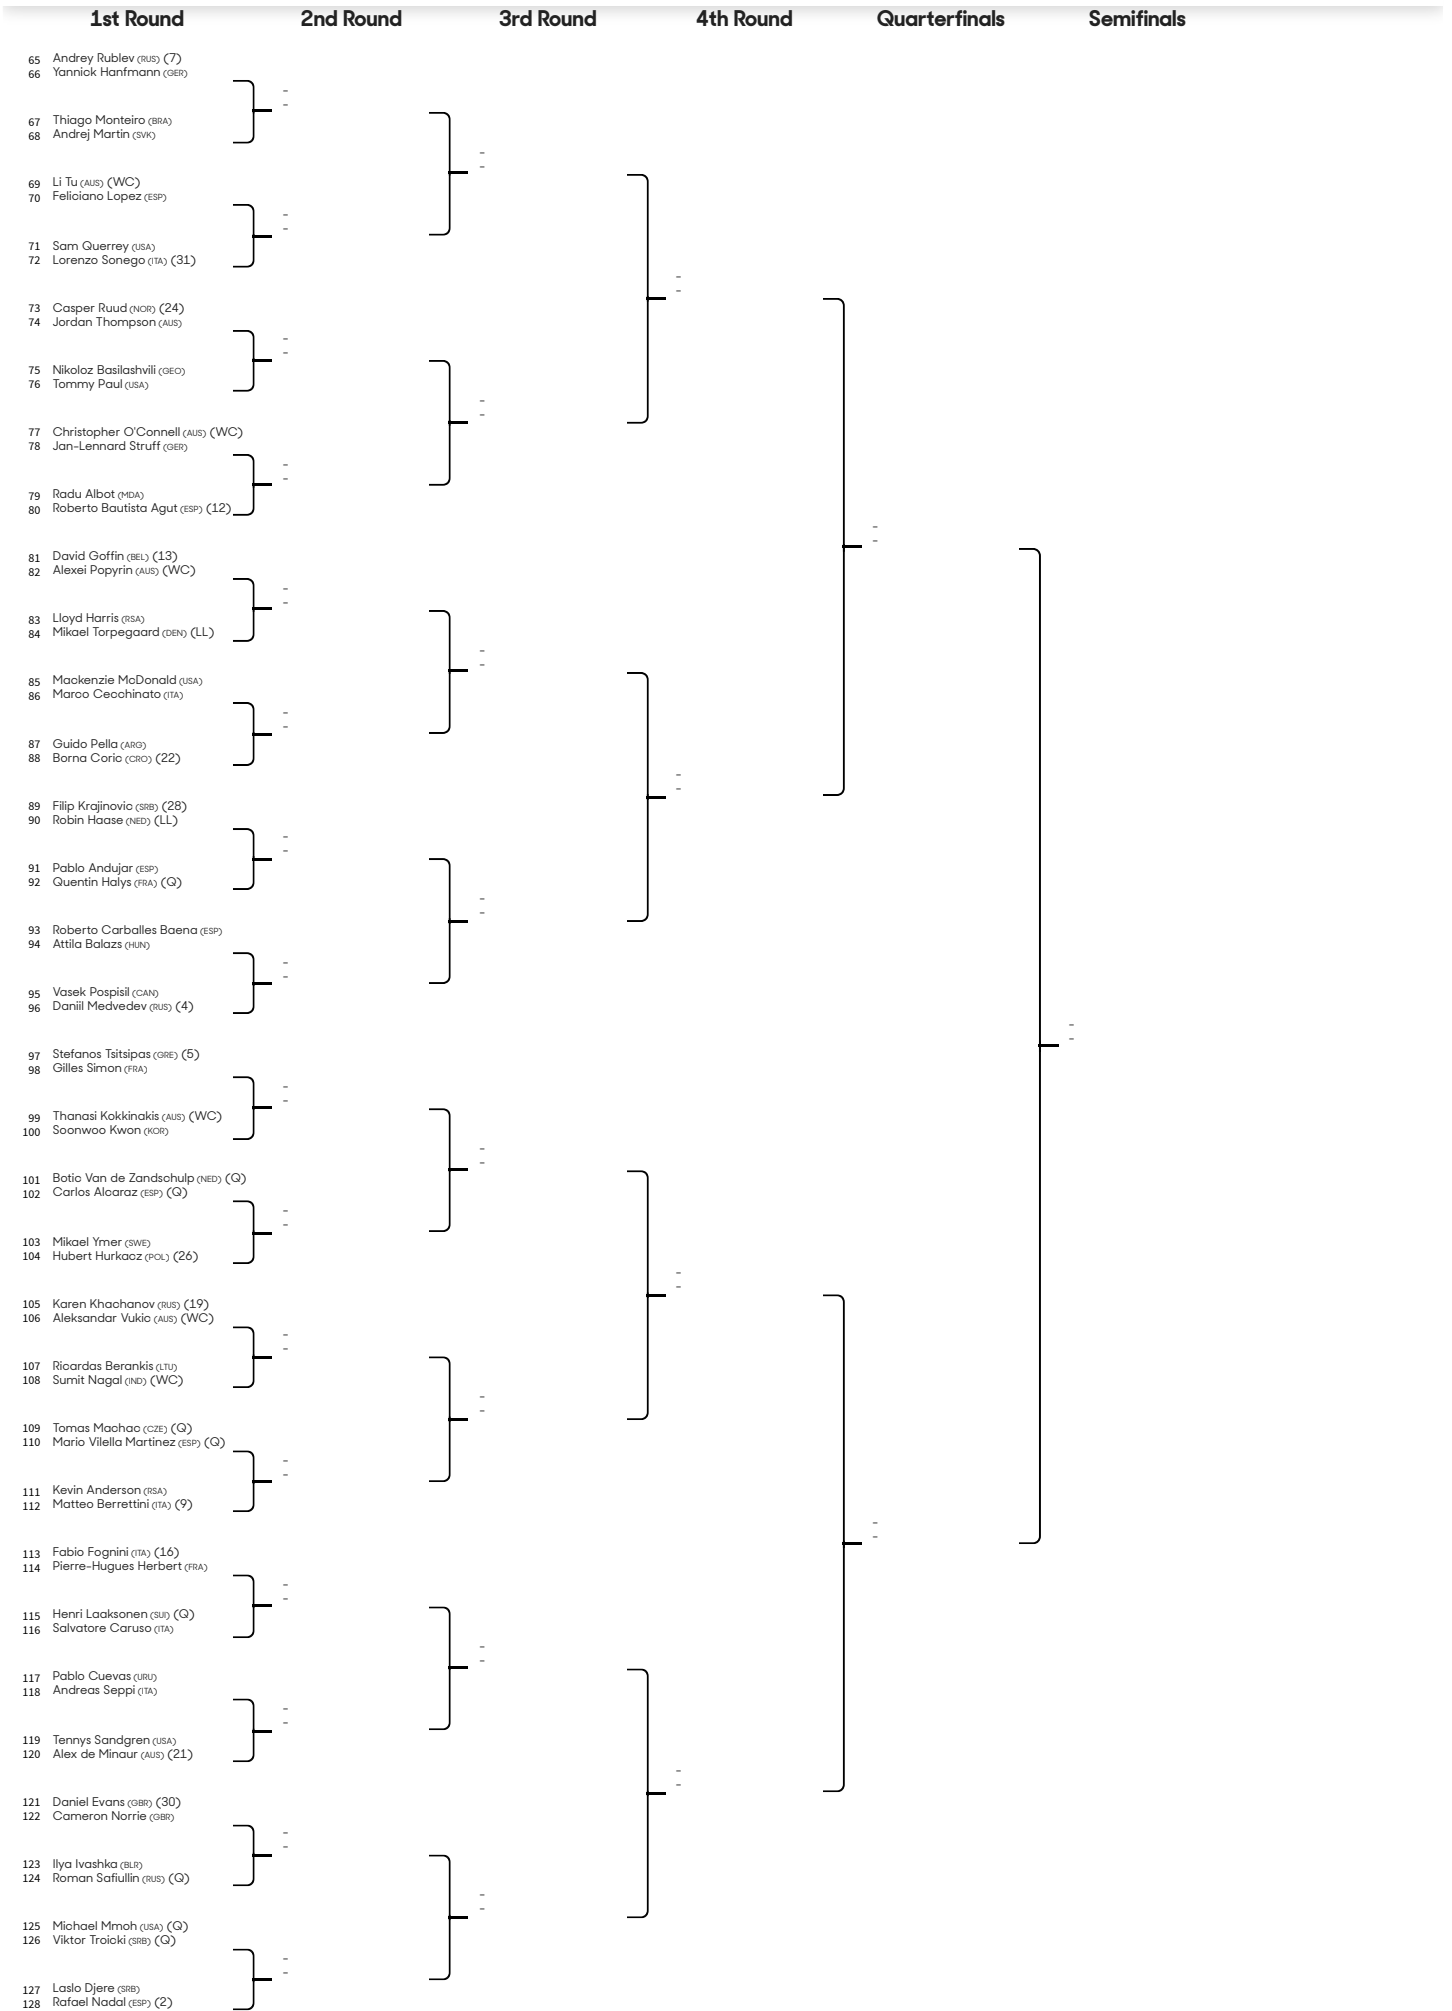 1st Round 2nd Round 3rd Round 4th Round Quarterfinals Semifinals
65 Andrey Rublev (RUS) (7)
66 Yannick Hanfmann (GER)
67 Thiago Monteiro (BRA)
68 Andrej Martin (SVK)
69 Li Tu (AUS) (WC)
70 Feliciano Lopez (ESP)
71 Sam Querrey (USA)
72 Lorenzo Sonego (ITA) (31)
73 Casper Ruud (NOR) (24)
74 Jordan Thompson (AUS)
75 Nikoloz Basilashvili (GEO)
76 Tommy Paul (USA)
77 Christopher O'Connell (AUS) (WC)
78 Jan-Lennard Struff (GER)
79 Radu Albot (MDA)
80 Roberto Bautista Agut (ESP) (12)
81 David Goffin (BEL) (13)
82 Alexei Popyrin (AUS) (WC)
83 Lloyd Harris (RSA)
84 Mikael Torpegaard (DEN) (LL)
85 Mackenzie McDonald (USA)
86 Marco Cecchinato (ITA)
87 Guido Pella (ARG)
88 Borna Coric (CRO) (22)
89 Filip Krajinovic (SRB) (28)
90 Robin Haase (NED) (LL)
91 Pablo Andujar (ESP)
92 Quentin Halys (FRA) (Q)
93 Roberto Carballes Baena (ESP)
94 Attila Balazs (HUN)
95 Vasek Pospisil (CAN)
96 Daniil Medvedev (RUS) (4)
97 Stefanos Tsitsipas (GRE) (5)
98 Gilles Simon (FRA)
99 Thanasi Kokkinakis (AUS) (WC)
100 Soonwoo Kwon (KOR)
101 Botic Van de Zandschulp (NED) (Q)
102 Carlos Alcaraz (ESP) (Q)
103 Mikael Ymer (SWE)
104 Hubert Hurkacz (POL) (26)
105 Karen Khachanov (RUS) (19)
106 Aleksandar Vukic (AUS) (WC)
107 Ricardas Berankis (LTU)
108 Sumit Nagal (IND) (WC)
109 Tomas Machac (CZE) (Q)
110 Mario Vilella Martinez (ESP) (Q)
111 Kevin Anderson (RSA)
112 Matteo Berrettini (ITA) (9)
113 Fabio Fognini (ITA) (16)
114 Pierre-Hugues Herbert (FRA)
115 Henri Laaksonen (SUI) (Q)
116 Salvatore Caruso (ITA)
117 Pablo Cuevas (URU)
118 Andreas Seppi (ITA)
119 Tennys Sandgren (USA)
120 Alex de Minaur (AUS) (21)
121 Daniel Evans (GBR) (30)
122 Cameron Norrie (GBR)
123 Ilya Ivashka (BLR)
124 Roman Safiullin (RUS) (Q)
125 Michael Mmoh (USA) (Q)
126 Viktor Troicki (SRB) (Q)
127 Laslo Djere (SRB)
128 Rafael Nadal (ESP) (2)